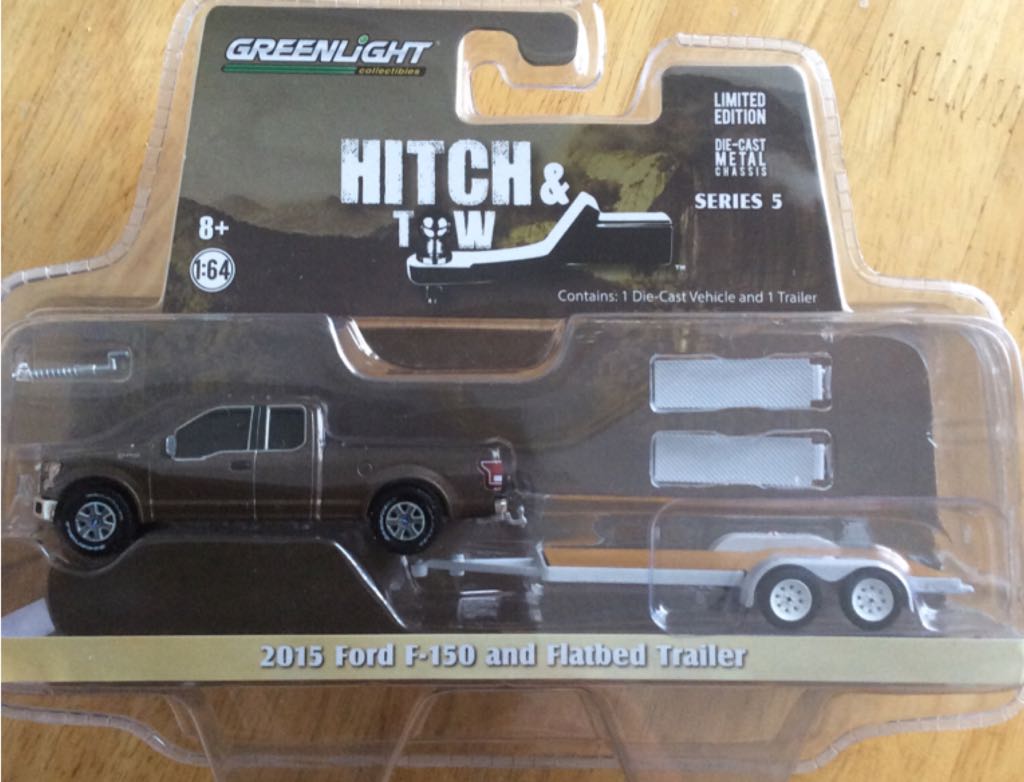 GREENLiGHT
collectibles
LIMITED
EDITION
DIE-CAST
METAL
CHASSIS
SERIES 5
HITCH &
TOW
8+
1:64
Contains: 1 Die-Cast Vehicle and 1 Trailer
2015 Ford F-150 and Flatbed Trailer